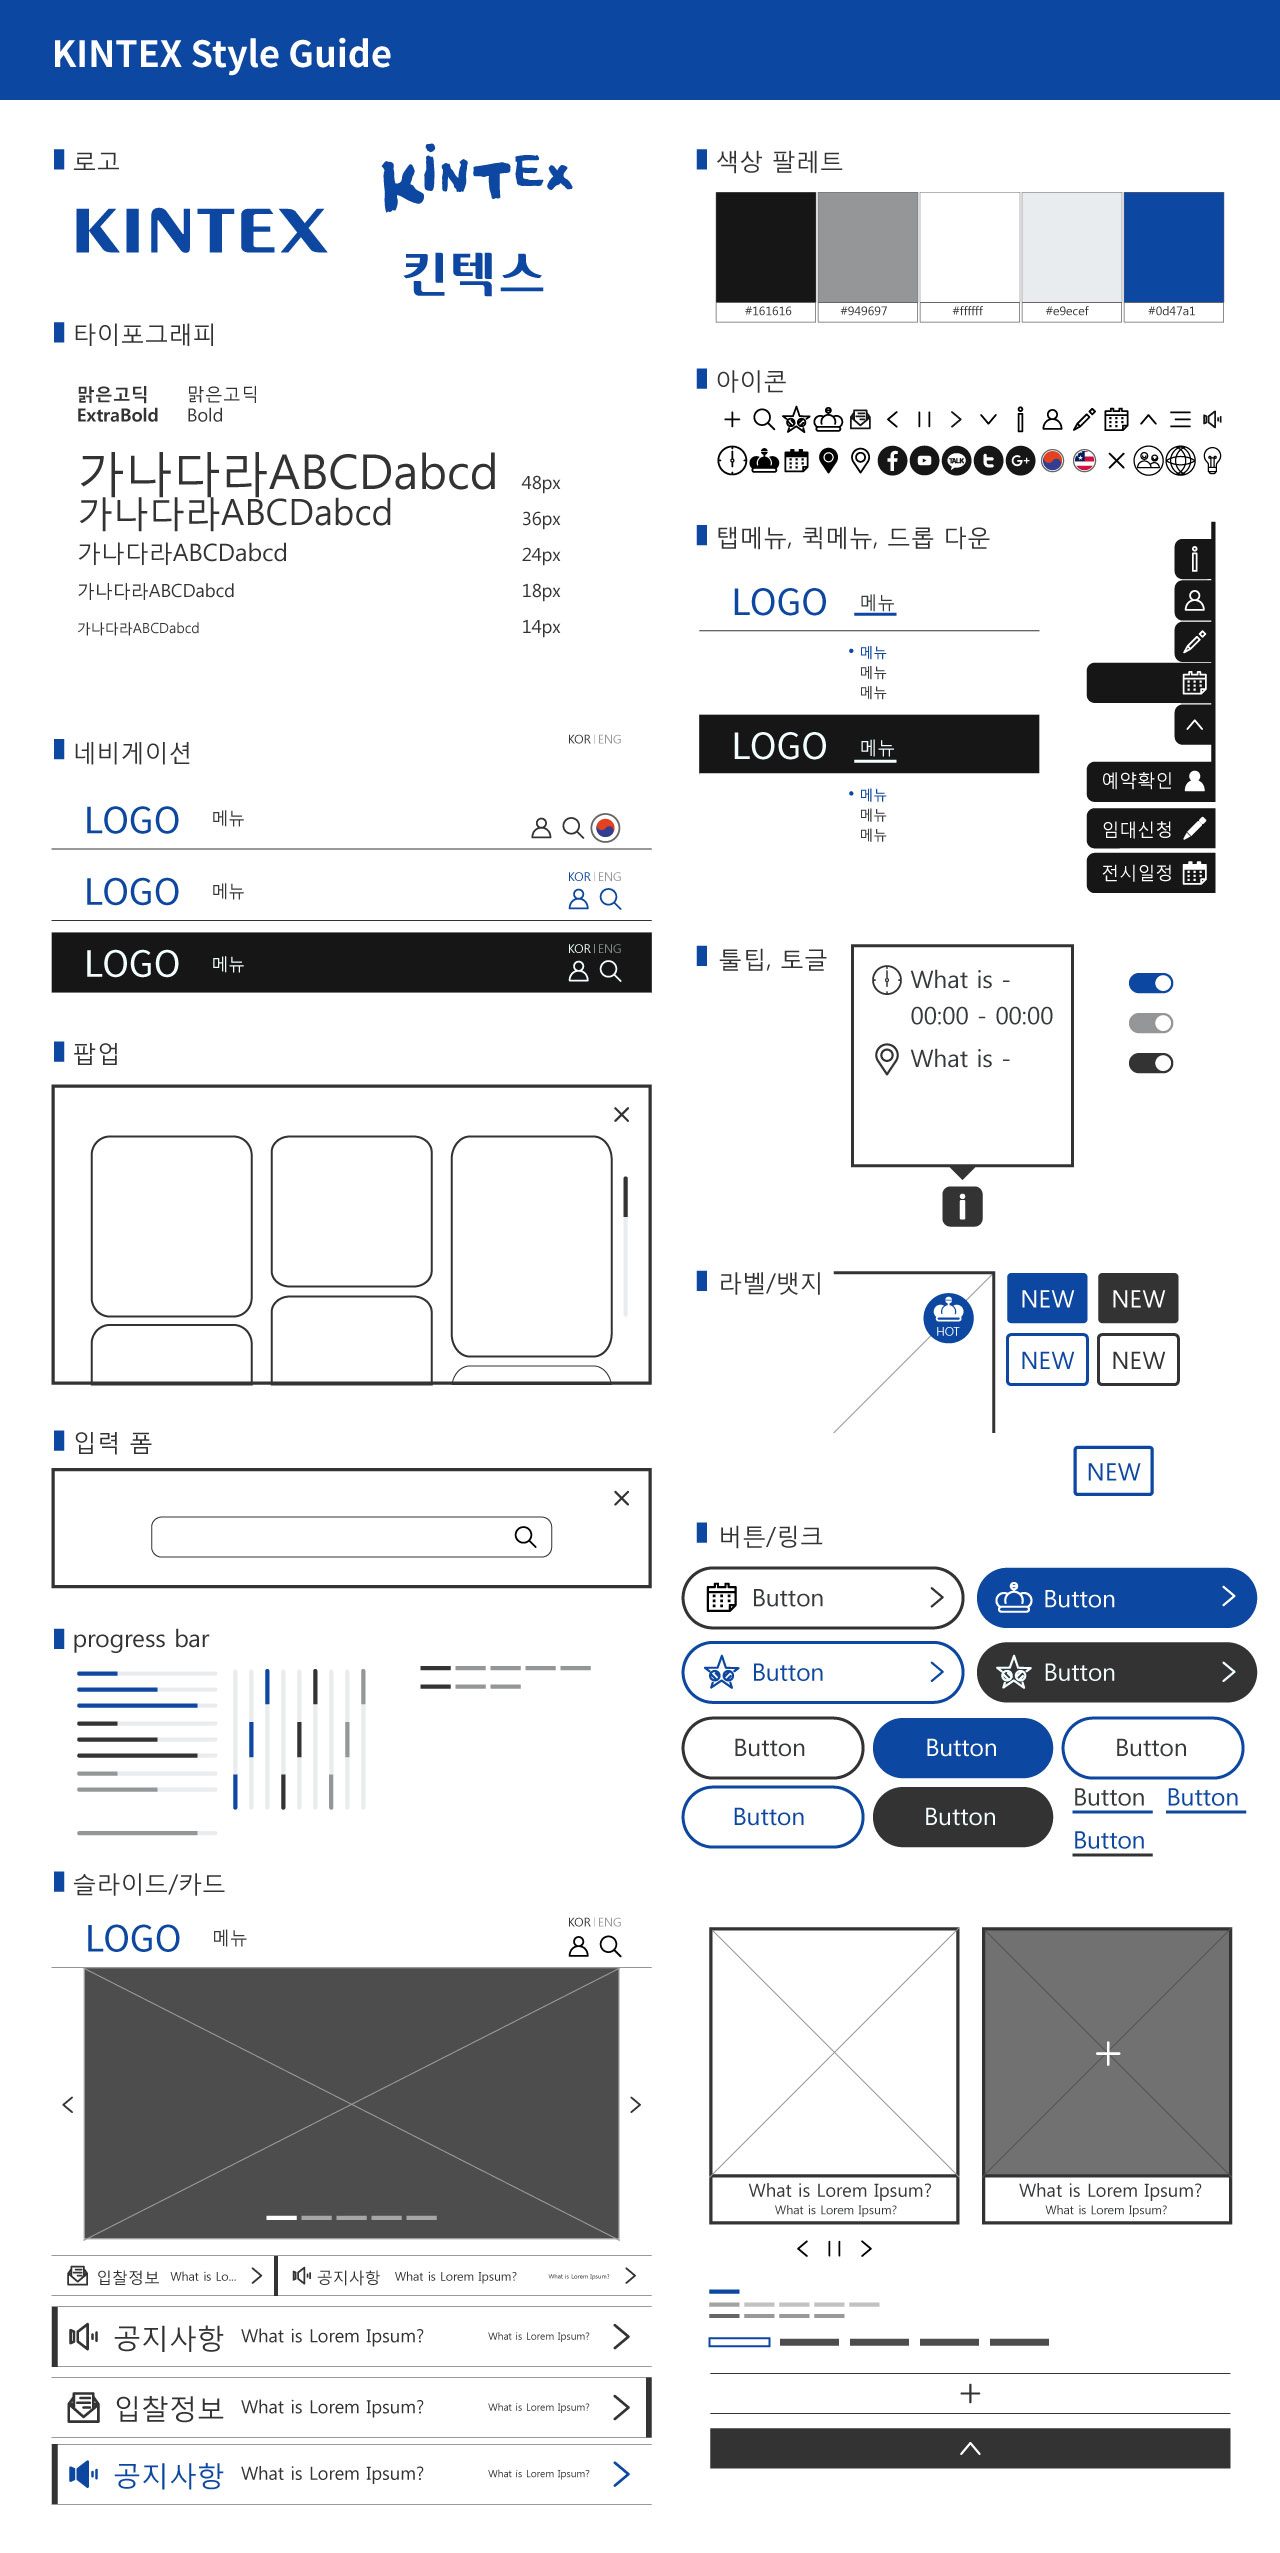 KINTEX Style Guide
로고
KINTEX
KINTEX
킨텍스
타이포그래피
맑은고딕 맑은고딕
ExtraBold Bold
가나다라ABCDabcd 48px
가나다라ABCDabcd 36px
가나다라ABCDabcd 24px
가나다라ABCDabcd 18px
가나다라ABCDabcd 14px
네비게이션
KOR | ENG
LOGO 메뉴
KOR | ENG
LOGO 메뉴
KOR | ENG
LOGO 메뉴
팝업
입력 폼
progress bar
슬라이드/카드
KOR | ENG
LOGO 메뉴
입찰정보 What is Lo...
공지사항 What is Lorem Ipsum? What is Lorem Ipsum?
공지사항 What is Lorem Ipsum? What is Lorem Ipsum?
입찰정보 What is Lorem Ipsum? What is Lorem Ipsum?
공지사항 What is Lorem Ipsum? What is Lorem Ipsum?
색상 팔레트
#161616 #949697 #ffffff #e9ecef #0d47a1
아이콘
TALK
G+
탭메뉴, 퀵메뉴, 드롭 다운
LOGO 메뉴
메뉴
메뉴
메뉴
LOGO 메뉴
메뉴
메뉴
메뉴
예약확인
임대신청
전시일정
툴팁, 토글
What is -
00:00 - 00:00
What is -
라벨/뱃지
HOT
NEW NEW
NEW NEW
NEW
버튼/링크
Button Button
Button Button
Button Button Button
Button Button Button Button
Button
What is Lorem Ipsum? What is Lorem Ipsum?
What is Lorem Ipsum? What is Lorem Ipsum?